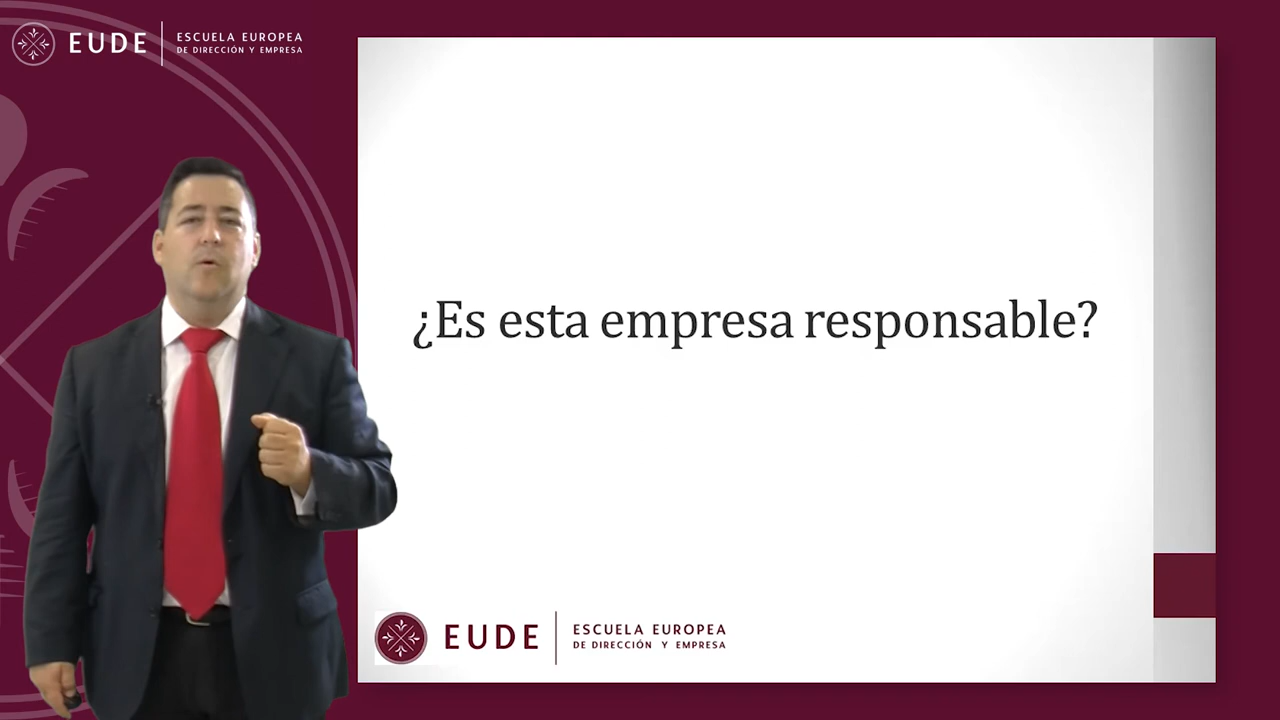 EUDE
ESCUELA EUROPEA
DE DIRECCIÓN Y EMPRESA
¿Es esta empresa responsable?
EUDE
ESCUELA EUROPEA
DE DIRECCIÓN Y EMPRESA